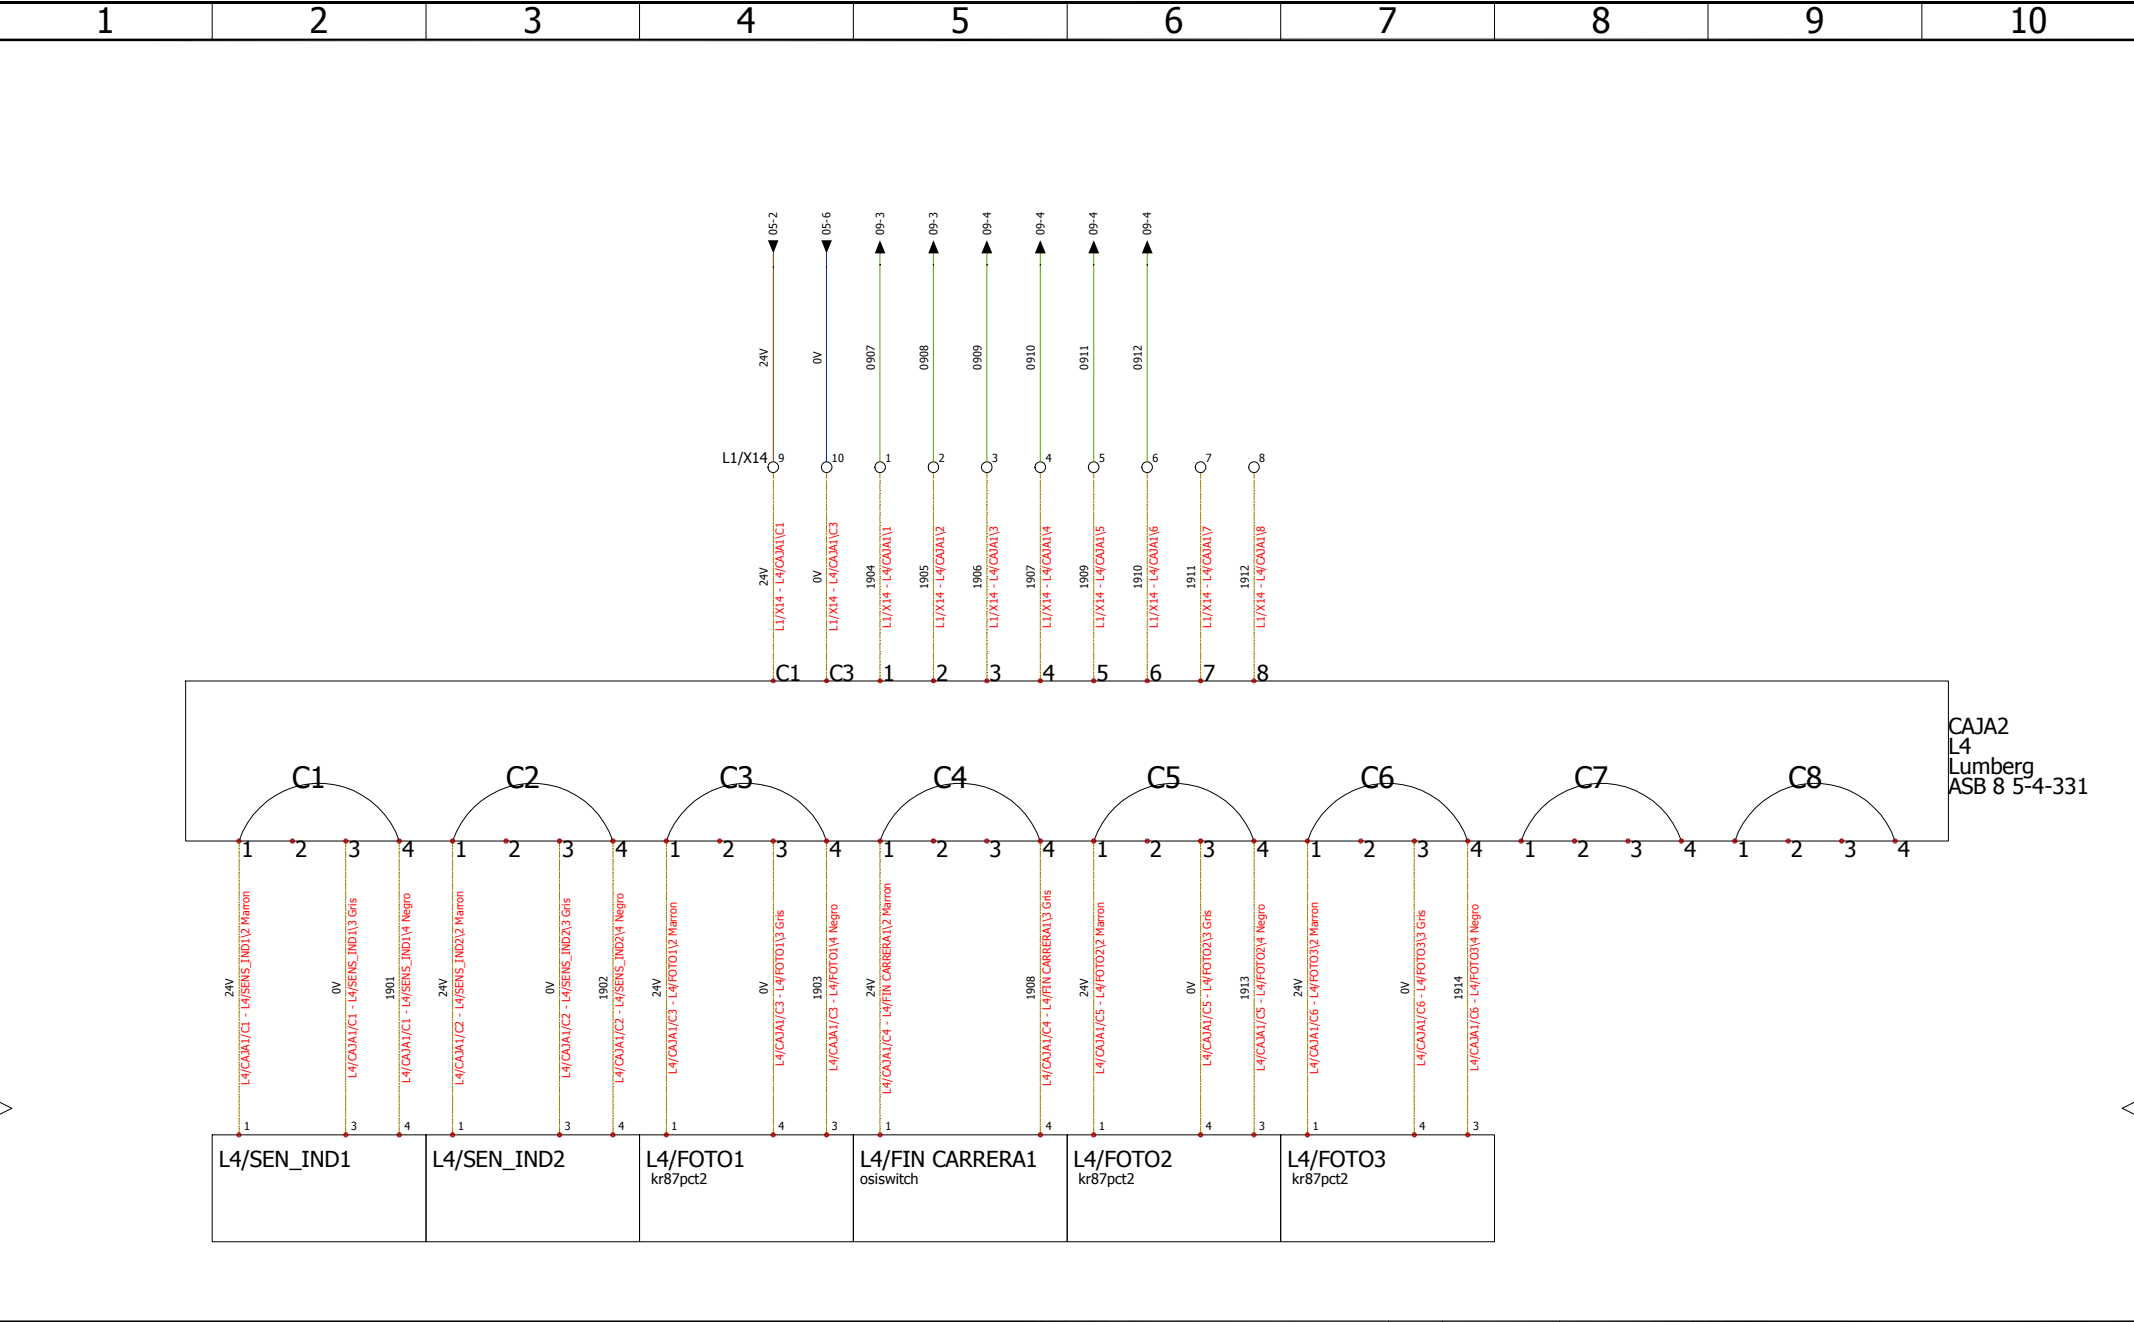 1 2 3 4 5 6 7 8 9 10
05-2 05-6 09-3 09-3 09-4 09-4 09-4 09-4
24V 0V 0907 0908 0909 0910 0911 0912
L1/X14 9 10 1 2 3 4 5 6 7 8
24V L1/X14 - L4/CAJA1\C1
0V L1/X14 - L4/CAJA1\C3
1904 L1/X14 - L4/CAJA1\1
1905 L1/X14 - L4/CAJA1\2
1906 L1/X14 - L4/CAJA1\3
1907 L1/X14 - L4/CAJA1\4
1909 L1/X14 - L4/CAJA1\5
1910 L1/X14 - L4/CAJA1\6
1911 L1/X14 - L4/CAJA1\7
1912 L1/X14 - L4/CAJA1\8
C1 C3 1 2 3 4 5 6 7 8
CAJA2
L4
Lumberg
ASB 8 5-4-331
C1 C2 C3 C4 C5 C6 C7 C8
1 2 3 4 1 2 3 4 1 2 3 4 1 2 3 4 1 2 3 4 1 2 3 4 1 2 3 4 1 2 3 4
24V L4/CAJA1/C1 - L4/SENS_IND1\2 Marron
0V L4/CAJA1/C1 - L4/SENS_IND1\3 Gris
1901 L4/CAJA1/C1 - L4/SENS_IND1\4 Negro
24V L4/CAJA1/C2 - L4/SENS_IND2\2 Marron
0V L4/CAJA1/C2 - L4/SENS_IND2\3 Gris
1902 L4/CAJA1/C2 - L4/SENS_IND2\4 Negro
24V L4/CAJA1/C3 - L4/FOTO1\2 Marron
0V L4/CAJA1/C3 - L4/FOTO1\3 Gris
1903 L4/CAJA1/C3 - L4/FOTO1\4 Negro
24V L4/CAJA1/C4 - L4/FIN CARRERA1\2 Marron
1908 L4/CAJA1/C4 - L4/FIN CARRERA1\3 Gris
24V L4/CAJA1/C5 - L4/FOTO2\2 Marron
0V L4/CAJA1/C5 - L4/FOTO2\3 Gris
1913 L4/CAJA1/C5 - L4/FOTO2\4 Negro
24V L4/CAJA1/C6 - L4/FOTO3\2 Marron
0V L4/CAJA1/C6 - L4/FOTO3\3 Gris
1914 L4/CAJA1/C6 - L4/FOTO3\4 Negro
1 3 4 1 3 4 1 4 3 1 4 1 4 3 1 4 3
L4/SEN_IND1 L4/SEN_IND2 L4/FOTO1 L4/FIN CARRERA1 L4/FOTO2 L4/FOTO3
kr87pct2 osiswitch kr87pct2 kr87pct2